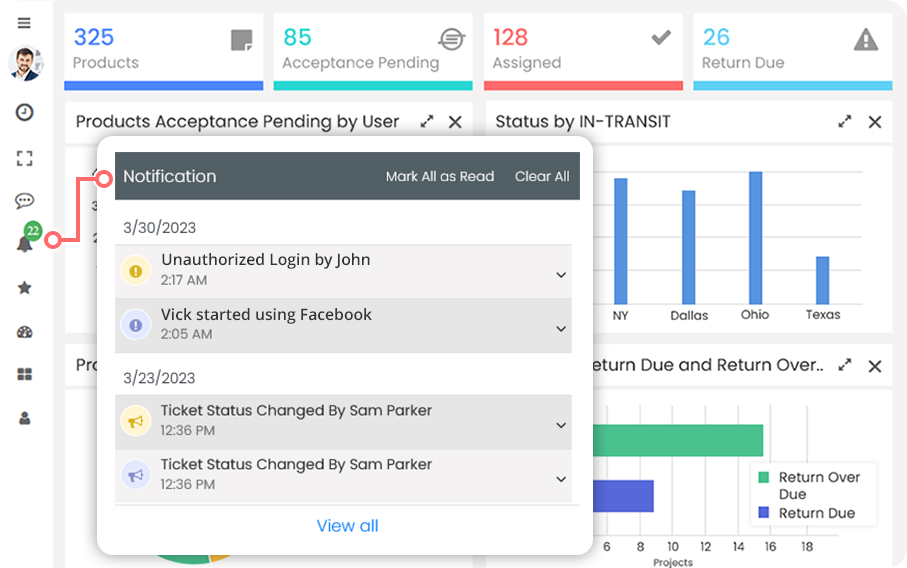 325
Products
85
Acceptance Pending
128
Assigned
26
Return Due
Products Acceptance Pending by User
Status by IN-TRANSIT
Notification
Mark All as Read
Clear All
22
3/30/2023
Unauthorized Login by John
2:17 AM
Vick started using Facebook
2:05 AM
3/23/2023
Ticket Status Changed By Sam Parker
12:36 PM
Ticket Status Changed By Sam Parker
12:36 PM
View all
NY
Dallas
Ohio
Texas
eturn Due and Return Over..
Return Over
Due
Return Due
6
8
10
12
14
16
18
Projects